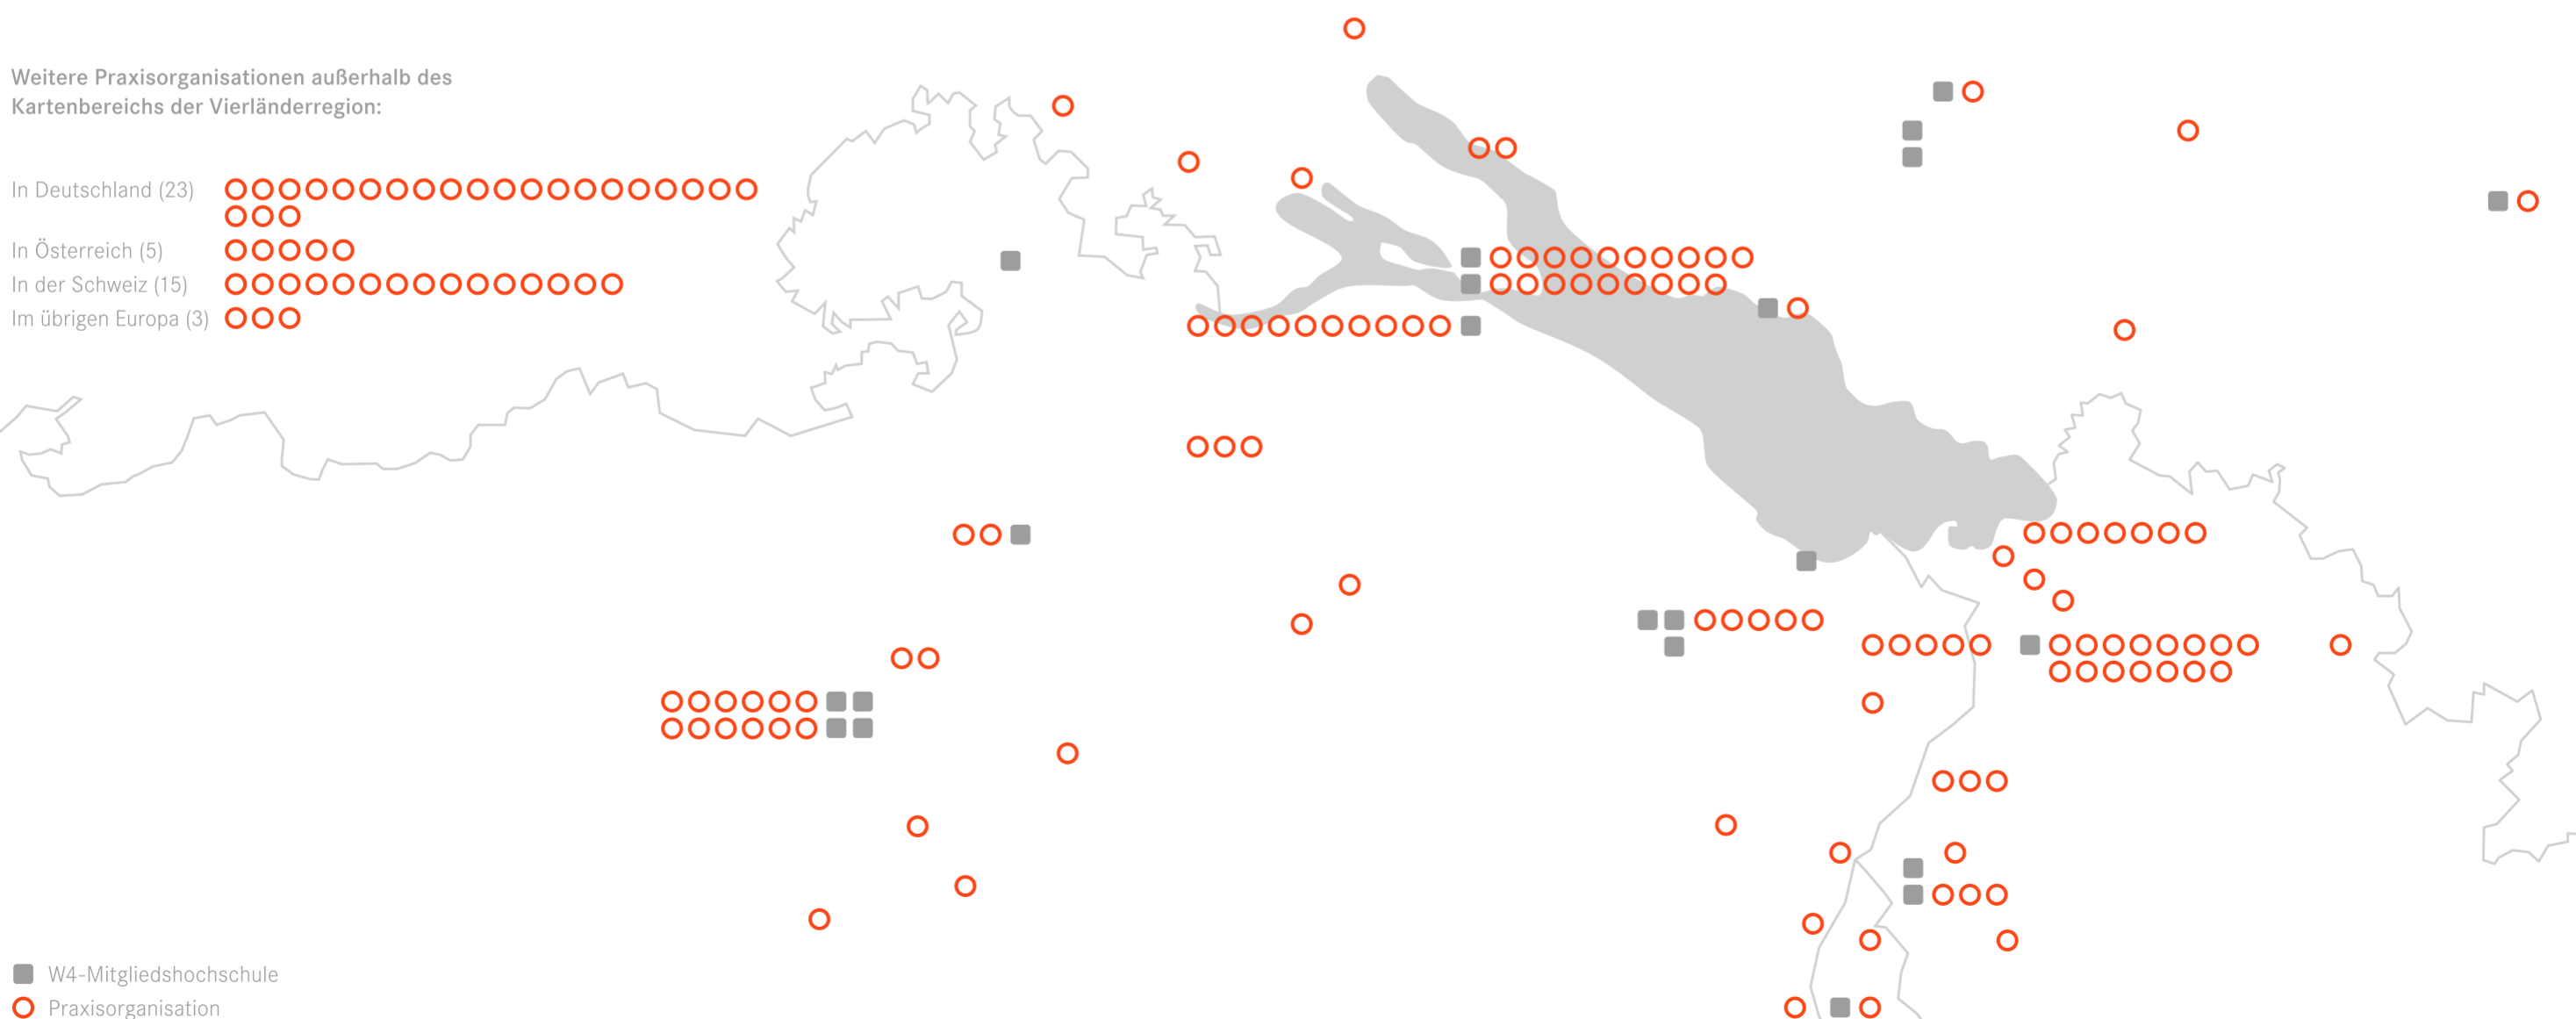 Weitere Praxisorganisationen außerhalb des
Kartenbereichs der Vierländerregion:
In Deutschland (23)
In Österreich (5)
In der Schweiz (15)
Im übrigen Europa (3)
W4-Mitgliedshochschule
Praxisorganisation